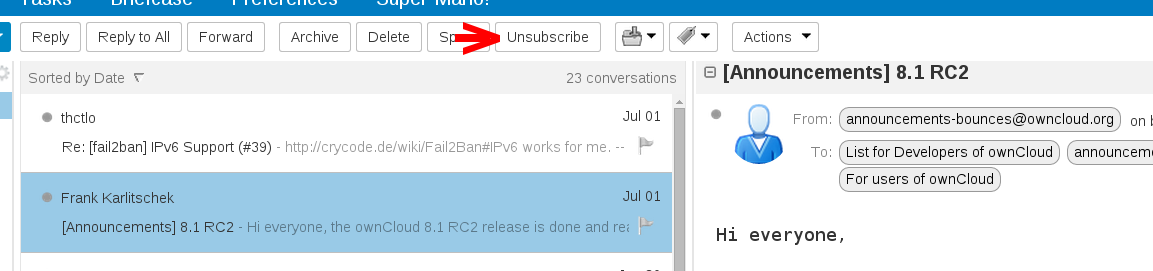 Tasks Briefcase Preferences Super Mario!
Reply Reply to All Forward Archive Delete Unsubscribe Actions
Sorted by Date 23 conversations
[Announcements] 8.1 RC2
thctlo Jul 01
Re: [fail2ban] IPv6 Support (#39) - http://crycode.de/wiki/Fail2Ban#IPv6 works for me. --
From: announcements-bounces@owncloud.org on
To: List for Developers of ownCloud
For users of ownCloud
Frank Karlitschek Jul 01
[Announcements] 8.1 RC2 - Hi everyone, the ownCloud 8.1 RC2 release is done and
Hi everyone,